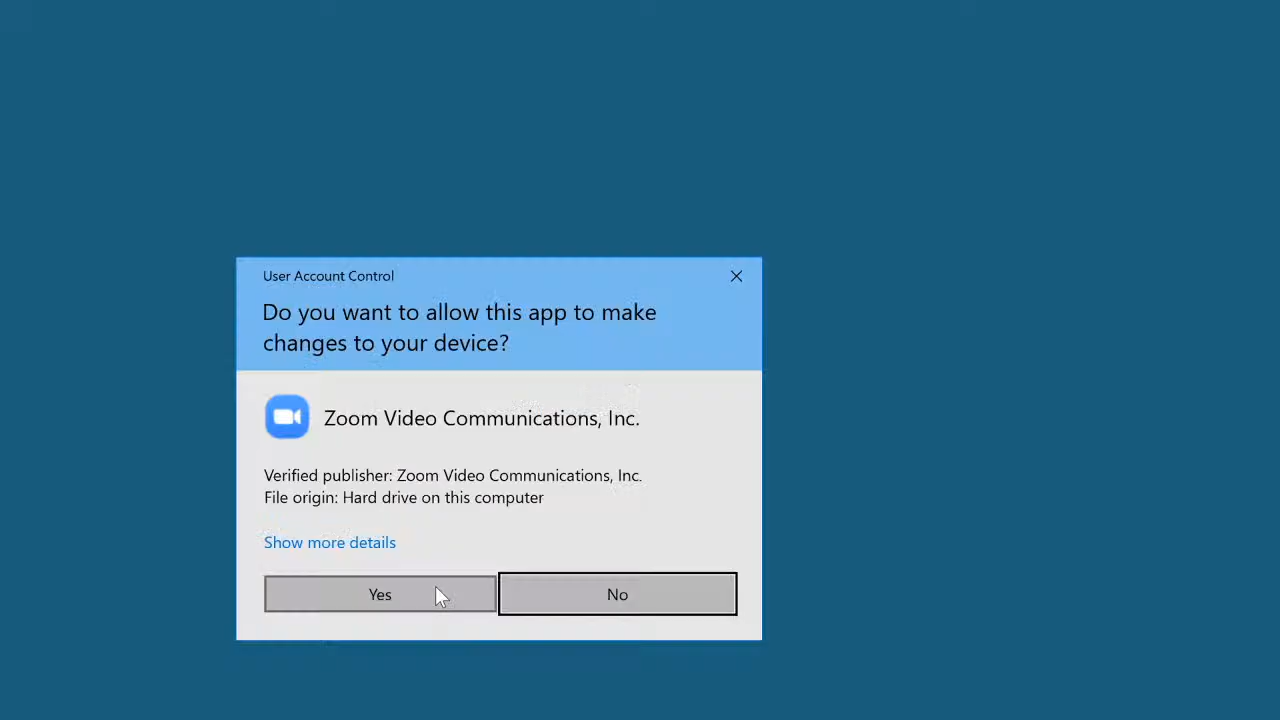 User Account Control
Do you want to allow this app to make
changes to your device?
Zoom Video Communications, Inc.
Verified publisher: Zoom Video Communications, Inc.
File origin: Hard drive on this computer
Show more details
Yes
No